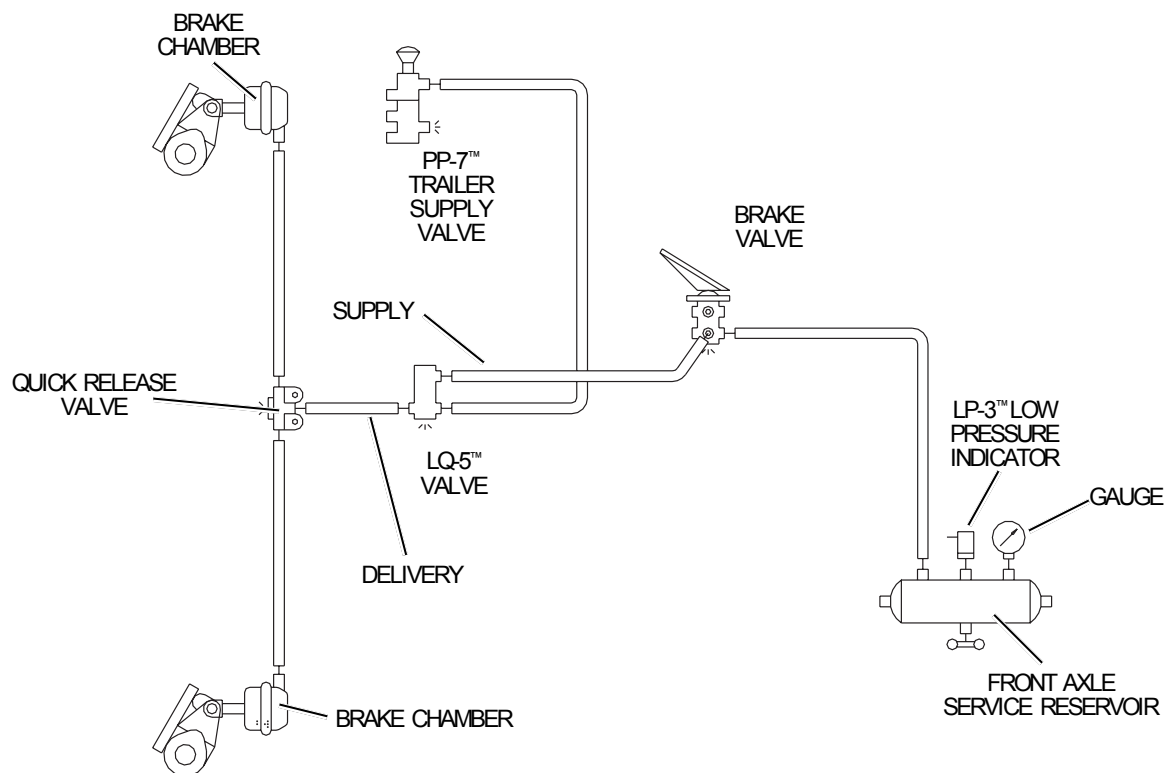 BRAKE
CHAMBER
PP-7™
TRAILER
SUPPLY
VALVE
BRAKE
VALVE
SUPPLY
QUICK RELEASE
VALVE
LQ-5™
VALVE
LP-3™ LOW
PRESSURE
INDICATOR
GAUGE
DELIVERY
FRONT AXLE
SERVICE RESERVOIR
BRAKE CHAMBER